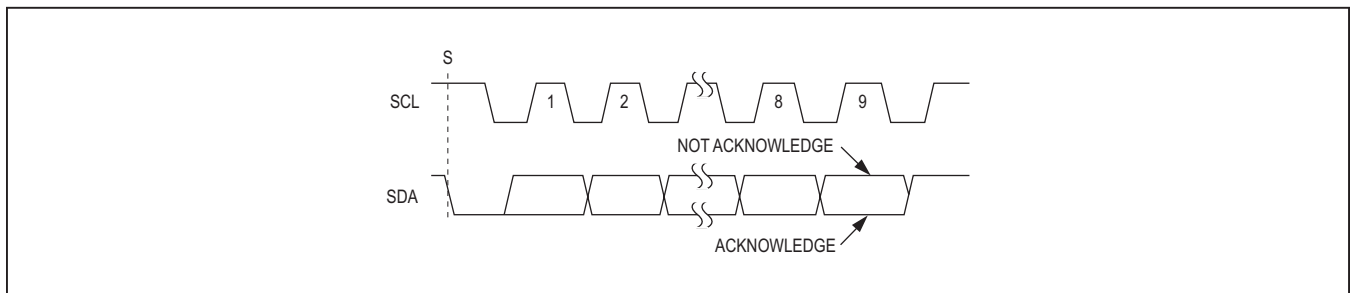 S
SCL 1 2 8 9
NOT ACKNOWLEDGE
SDA
ACKNOWLEDGE